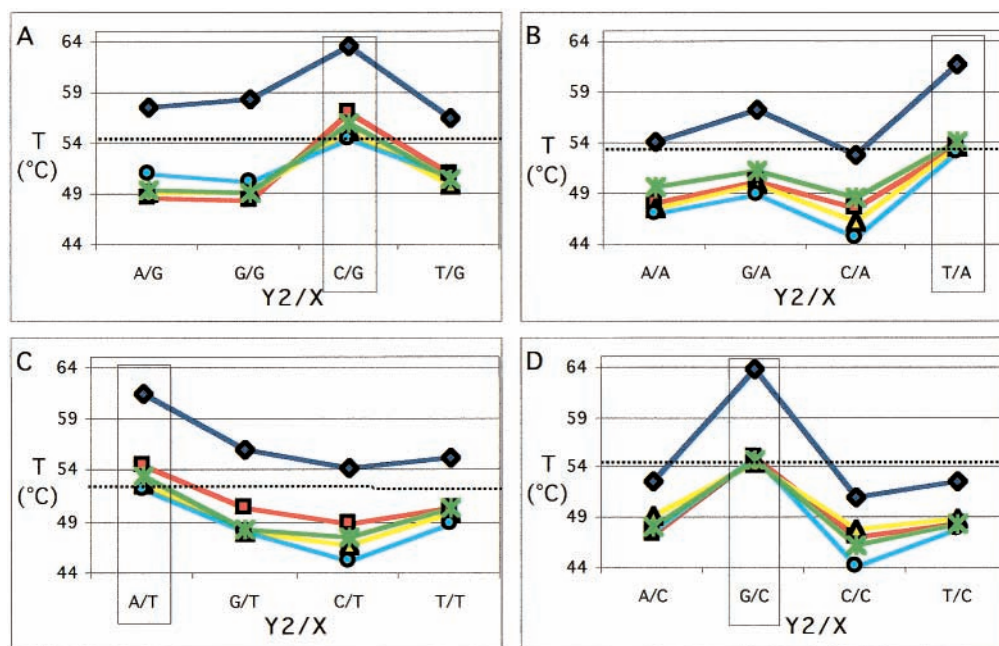 A
64
59
54
49
44
T
(°C)
A/G G/G C/G T/G
Y2/X
B
64
59
54
49
44
T
(°C)
A/A G/A C/A T/A
Y2/X
C
64
59
54
49
44
T
(°C)
A/T G/T C/T T/T
Y2/X
D
64
59
54
49
44
T
(°C)
A/C G/C C/C T/C
Y2/X